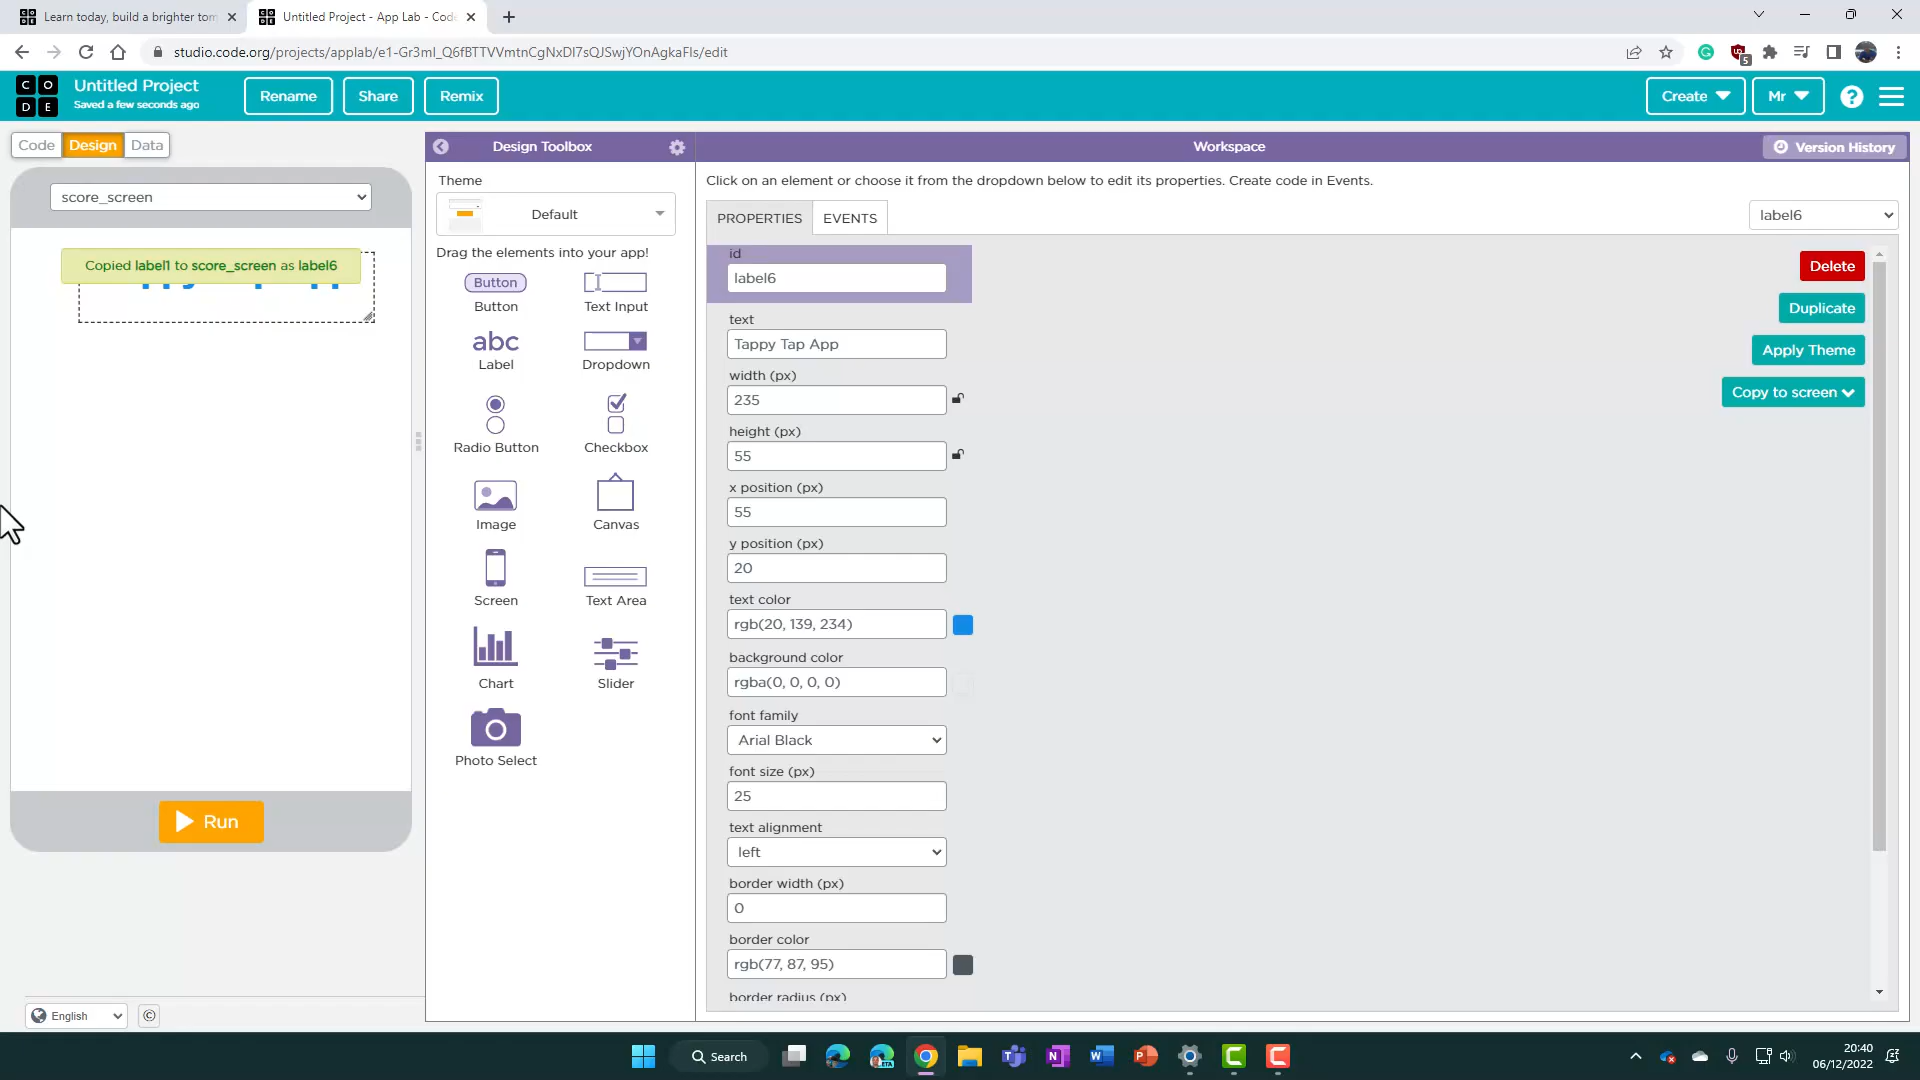 Learn today, build a brighter tom
Untitled Project - App Lab - Code
studio.code.org/projects/applab/e1-Gr3ml_Q6fBTTVVmtnCgNxDI7sQJSwjYOnAgkaFIs/edit
5
C O
D E
Untitled Project
Saved a few seconds ago
Rename
Share
Remix
Create
Mr
?
Code
Design
Data
Design Toolbox
Workspace
Version History
score_screen
Copied label1 to score_screen as label6
Run
English
©
Theme
Default
Drag the elements into your app!
Button
Button
Text Input
abc
Label
Dropdown
Radio Button
Checkbox
Image
Canvas
Screen
Text Area
Chart
Slider
Photo Select
Click on an element or choose it from the dropdown below to edit its properties. Create code in Events.
PROPERTIES
EVENTS
label6
id
label6
text
Tappy Tap App
width (px)
235
height (px)
55
x position (px)
55
y position (px)
20
text color
rgb(20, 139, 234)
background color
rgba(0, 0, 0, 0)
font family
Arial Black
font size (px)
25
text alignment
left
border width (px)
0
border color
rgb(77, 87, 95)
border radius (px)
Delete
Duplicate
Apply Theme
Copy to screen
Search
20:40
06/12/2022